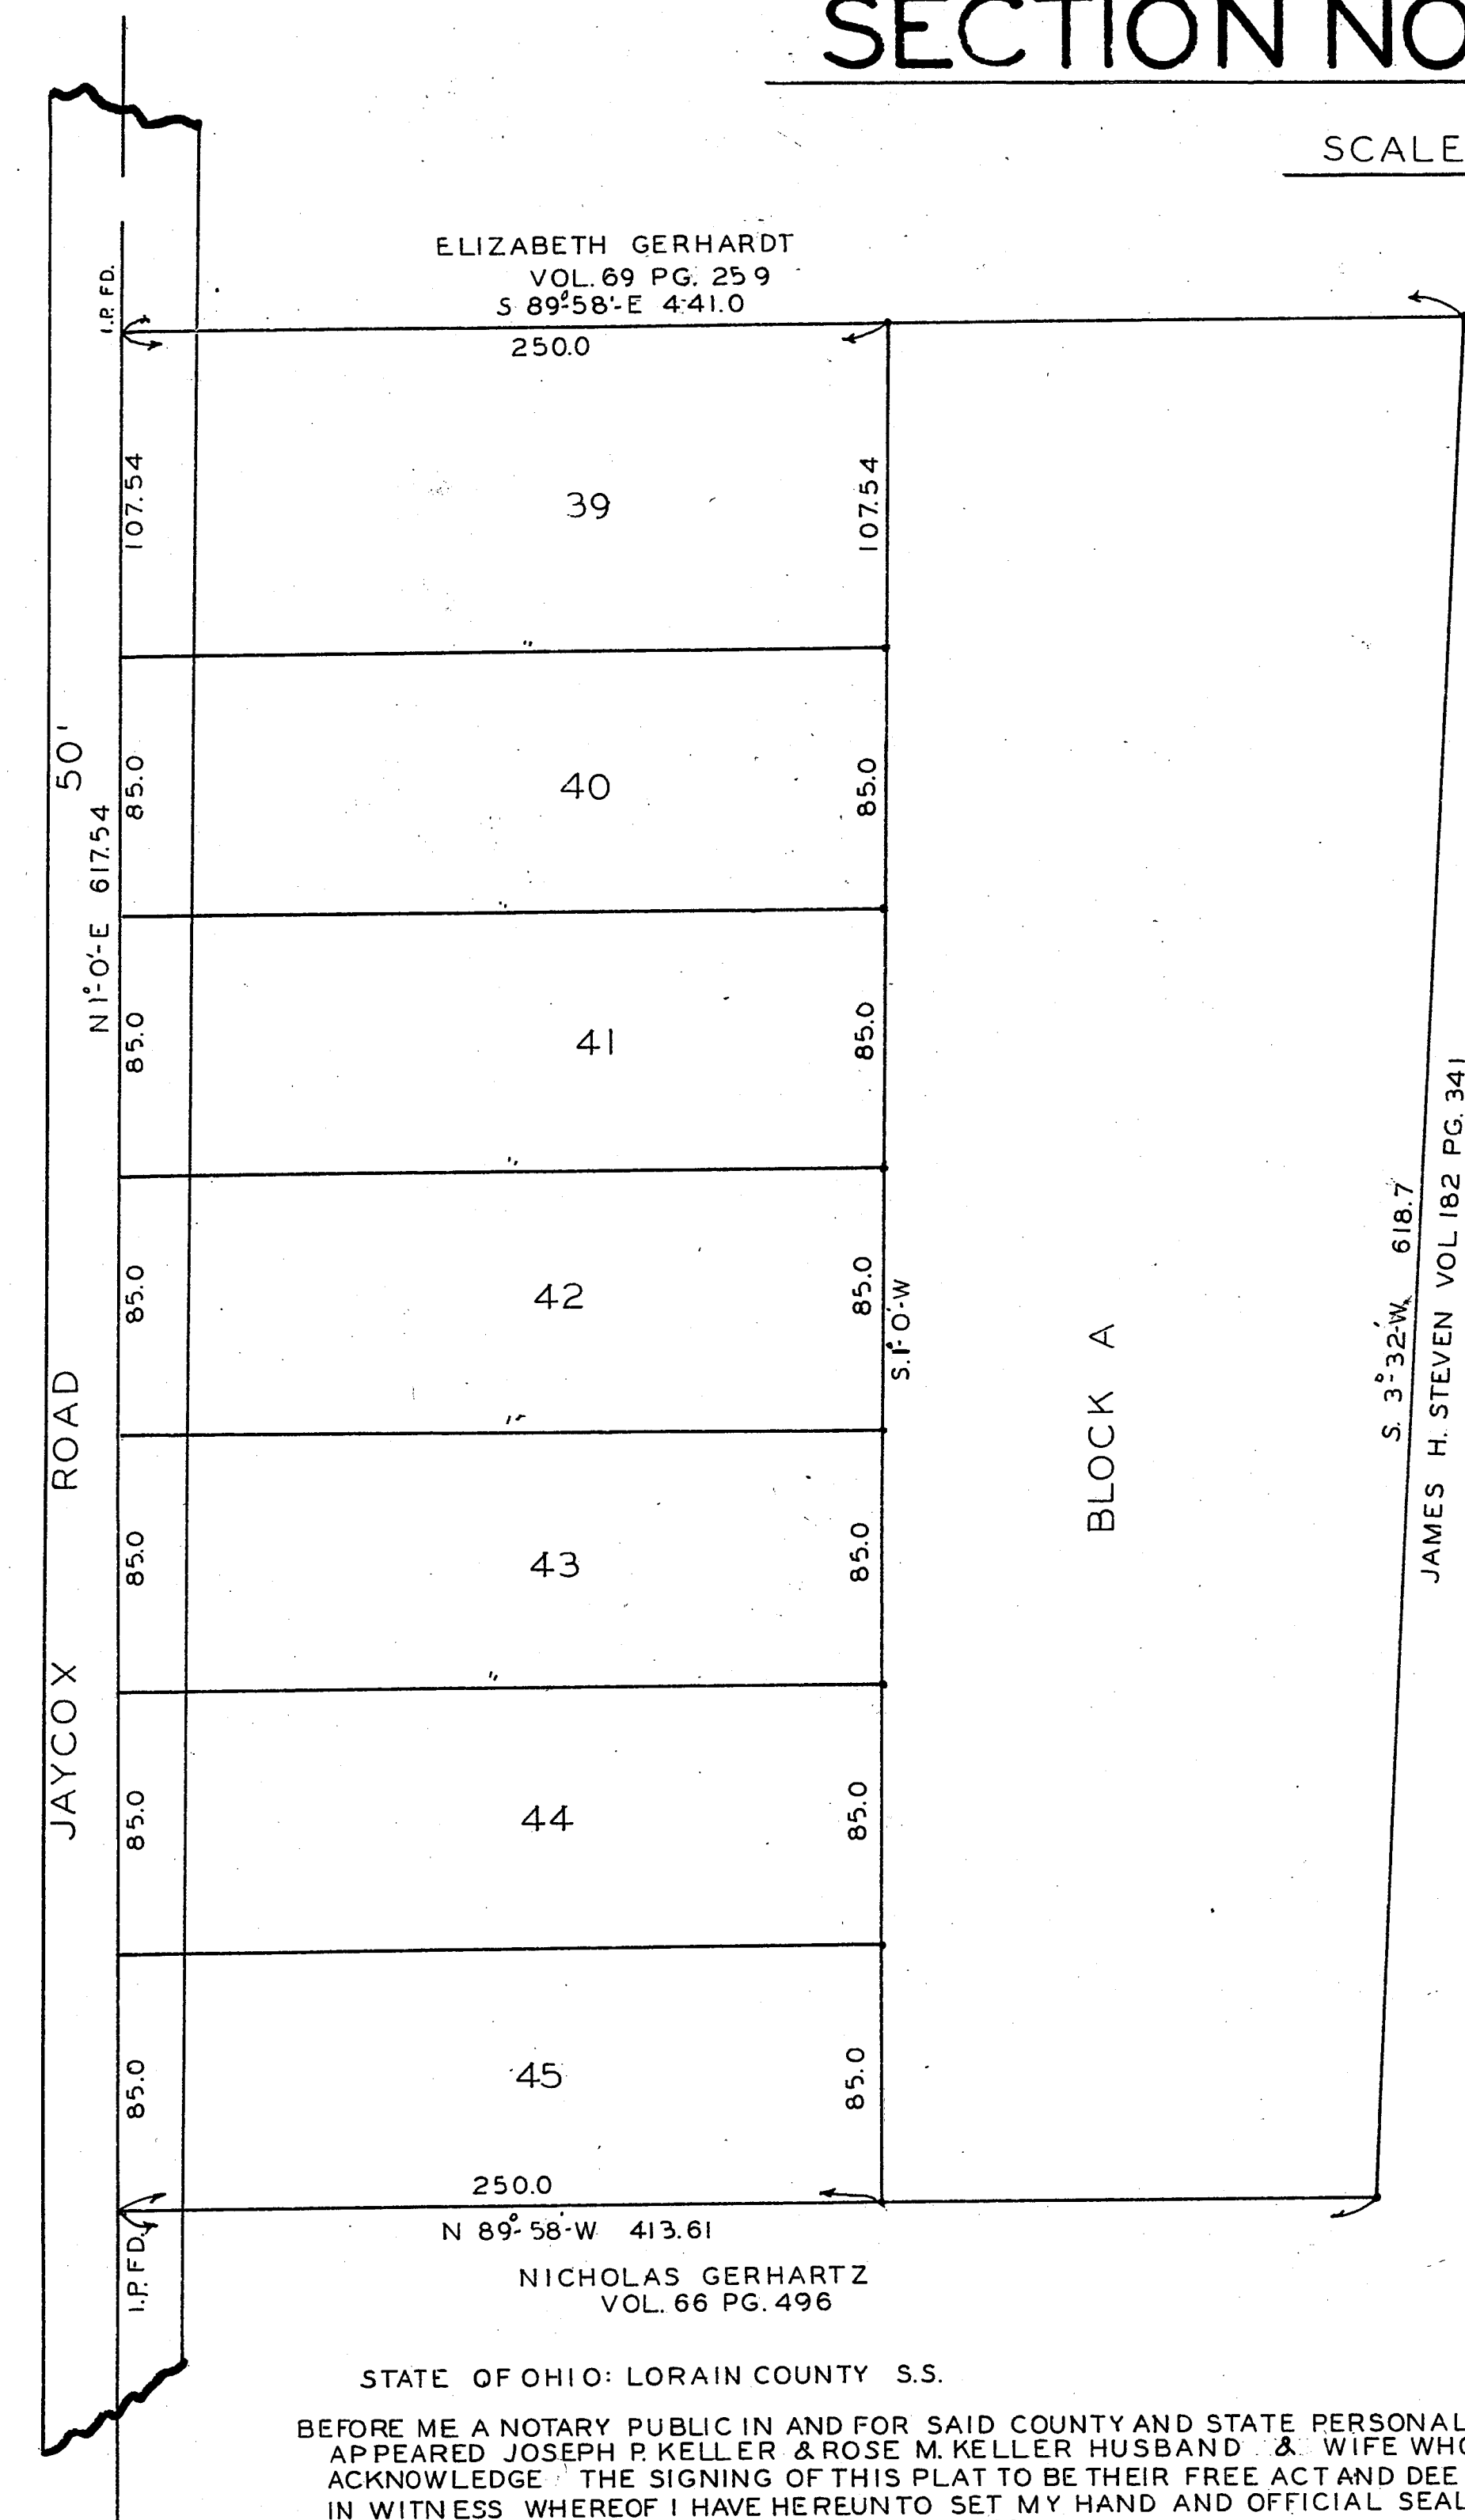 SECTION NO
SCALE
ELIZABETH GERHARDT
VOL. 69 PG. 259
S 89°-58'-E 441.0
I.P. FD.
250.0
107.54
39
107.54
50'
85.0
40
85.0
N 1°-0'-E 617.54
85.0
41
85.0
JAMES H. STEVEN VOL 182 PG. 341
S. 3°-32'-W 618.7
85.0
42
85.0
S. 1°-0'-W
BLOCK A
JAYCOX ROAD
85.0
43
85.0
85.0
44
85.0
85.0
45
85.0
250.0
N 89°-58'-W 413.61
I.P. FD.
NICHOLAS GERHARTZ
VOL. 66 PG. 496
STATE OF OHIO: LORAIN COUNTY S.S.
BEFORE ME A NOTARY PUBLIC IN AND FOR SAID COUNTY AND STATE PERSONAL
APPEARED JOSEPH P. KELLER & ROSE M. KELLER HUSBAND & WIFE WHO
ACKNOWLEDGE THE SIGNING OF THIS PLAT TO BE THEIR FREE ACT AND DEE
IN WITNESS WHEREOF I HAVE HEREUNTO SET MY HAND AND OFFICIAL SEAL